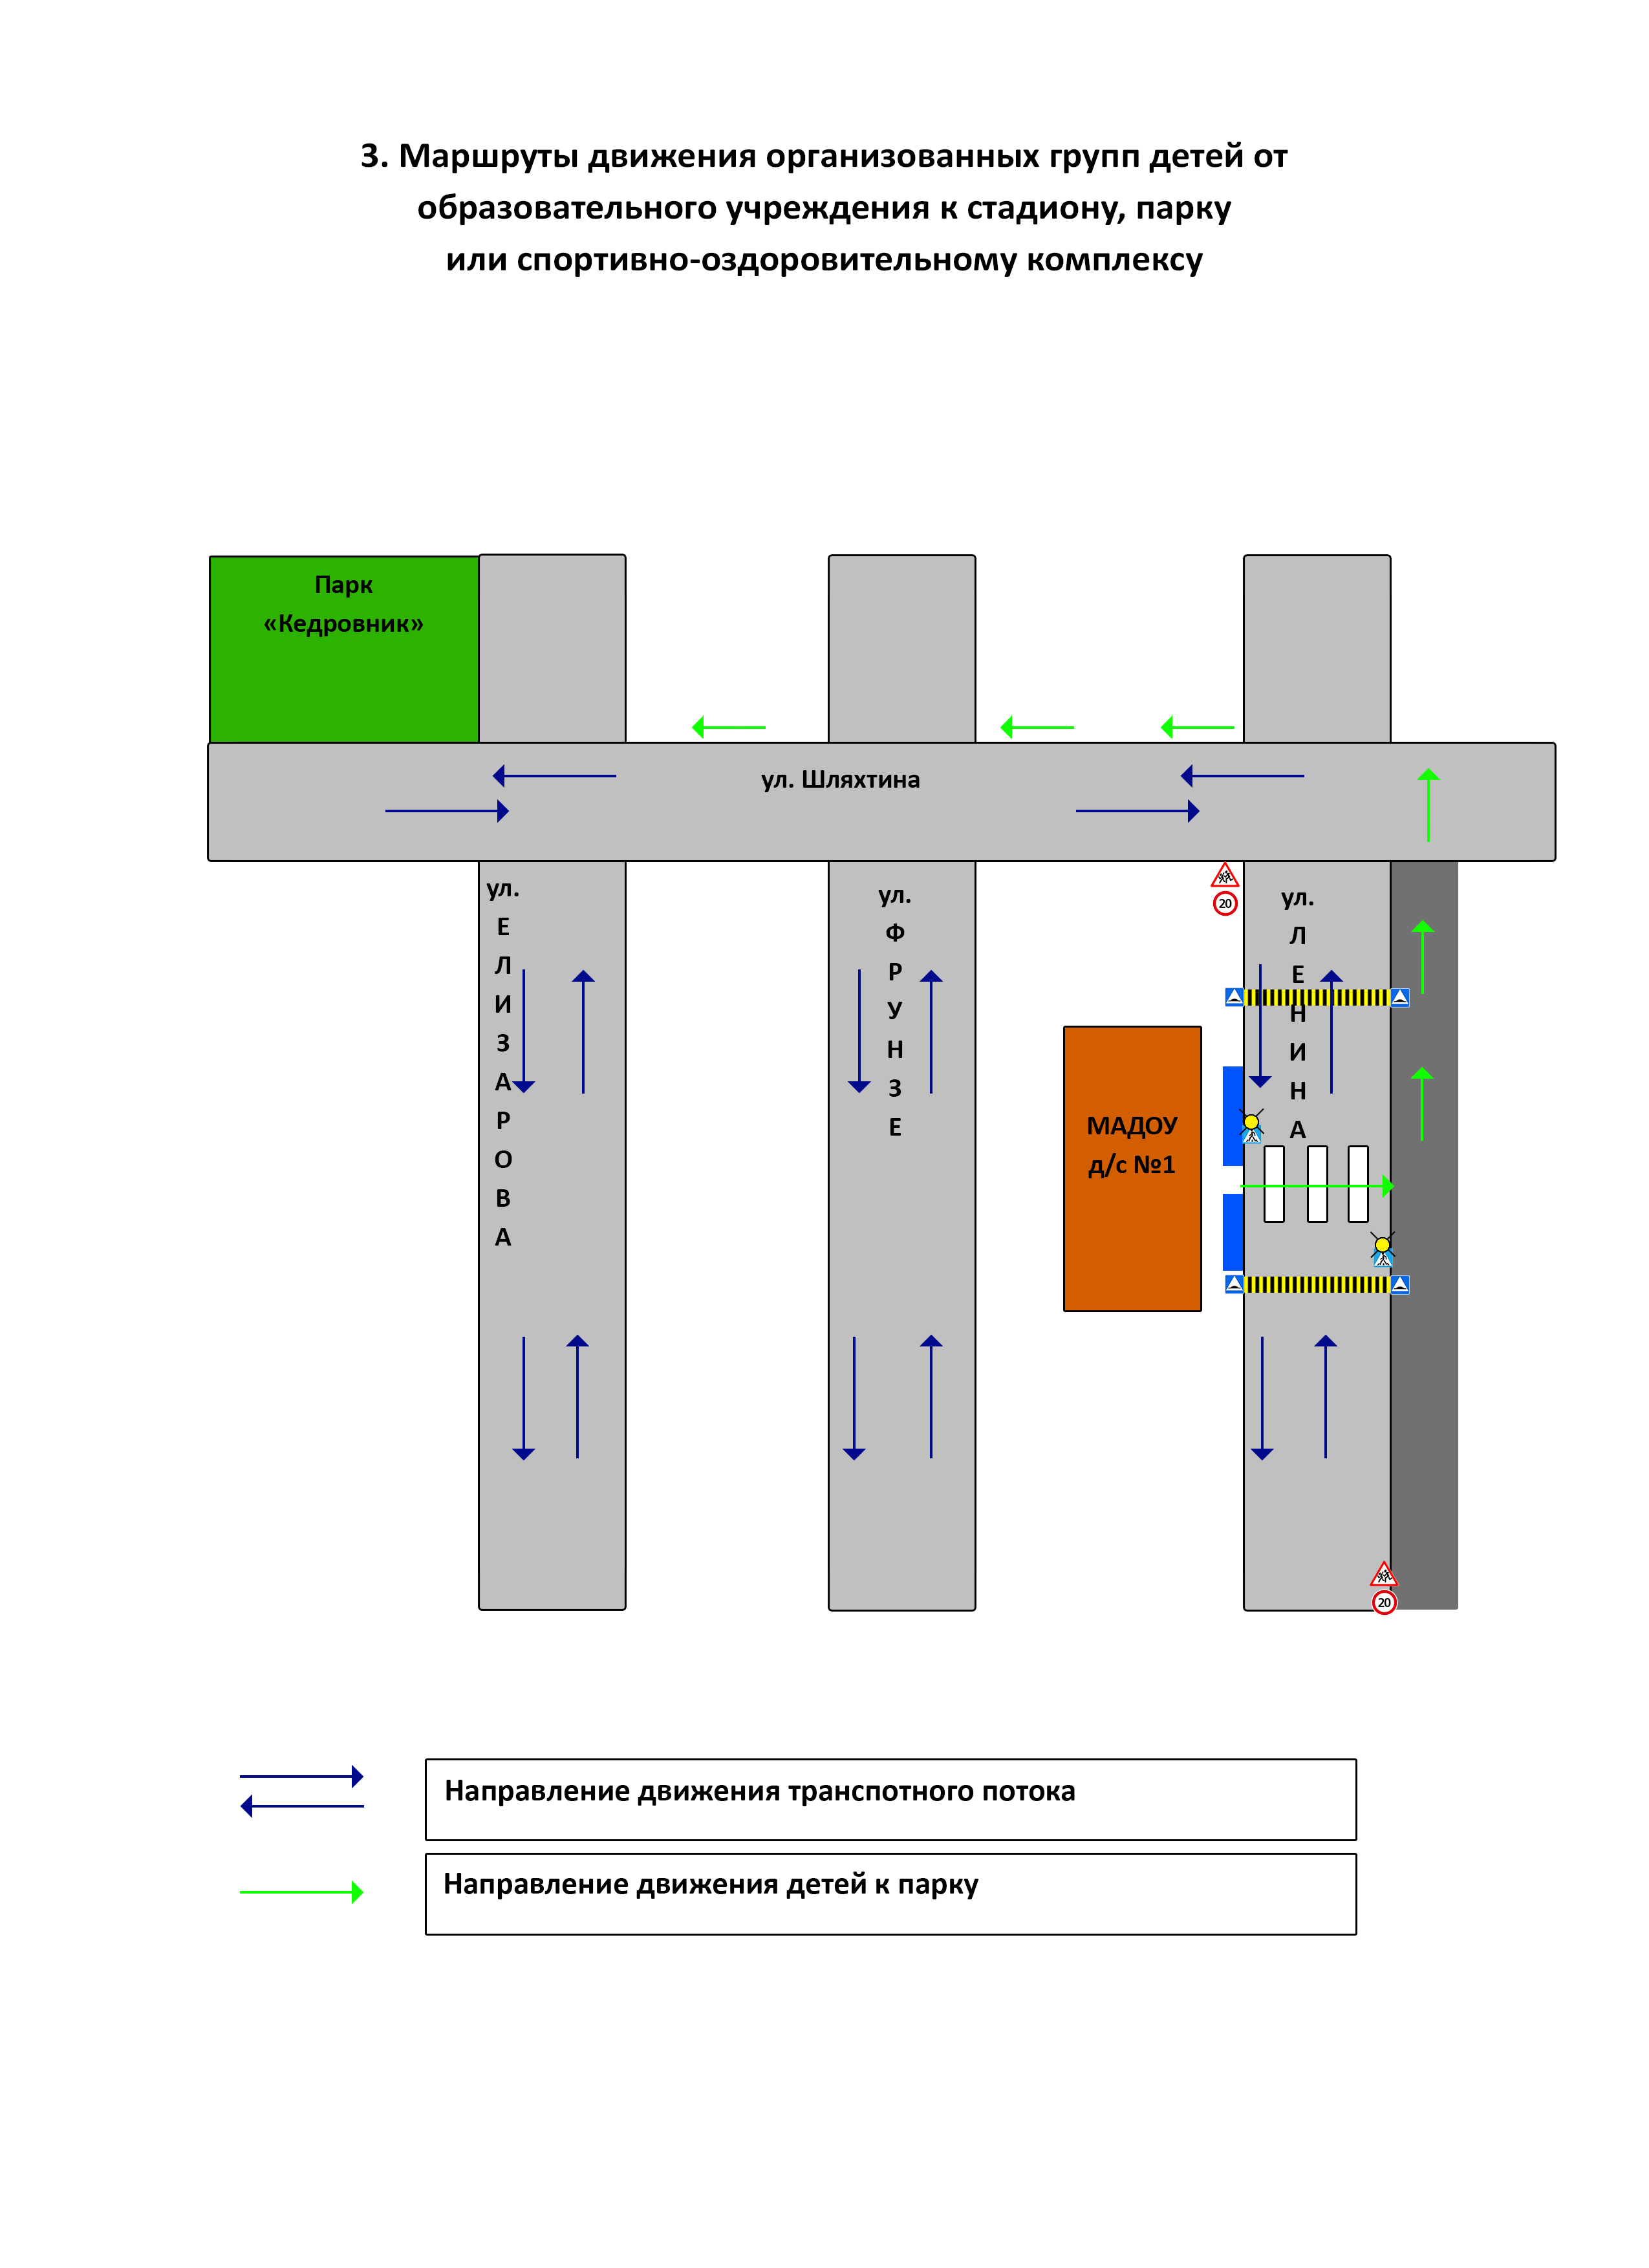 3. Маршруты движения организованных групп детей от
образовательного учреждения к стадиону, парку
или спортивно-оздоровительному комплексу
Парк
«Кедровник»
ул. Шляхтина
ул.
Е
Л
И
З
А
Р
О
В
А
ул.
Ф
Р
У
Н
З
Е
20
ул.
Л
Е
Н
И
Н
А
МАДОУ
д/с №1
20
Направление движения транспотного потока
Направление движения детей к парку